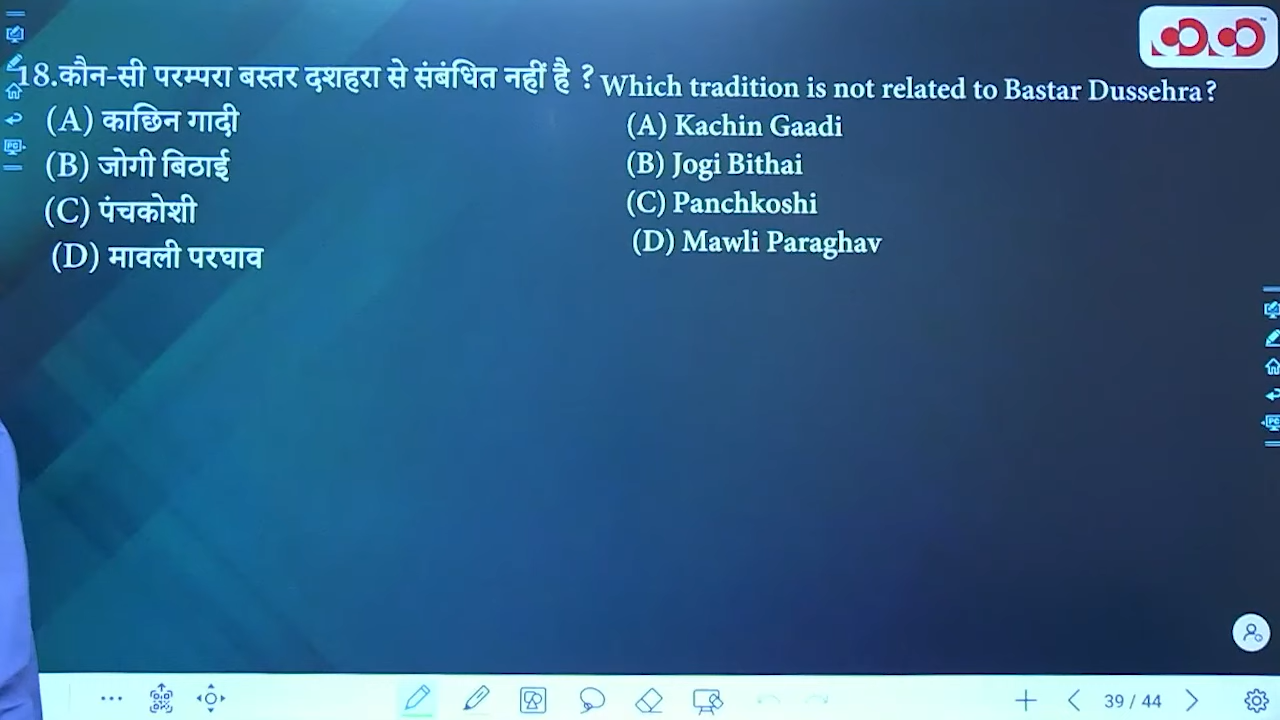 18.कौन-सी परम्परा बस्तर दशहरा से संबंधित नहीं है ?
(A) काछिन गादी
(B) जोगी बिठाई
(C) पंचकोशी
(D) मावली परघाव
Which tradition is not related to Bastar Dussehra?
(A) Kachin Gaadi
(B) Jogi Bithai
(C) Panchkoshi
(D) Mawli Paraghav
39 / 44